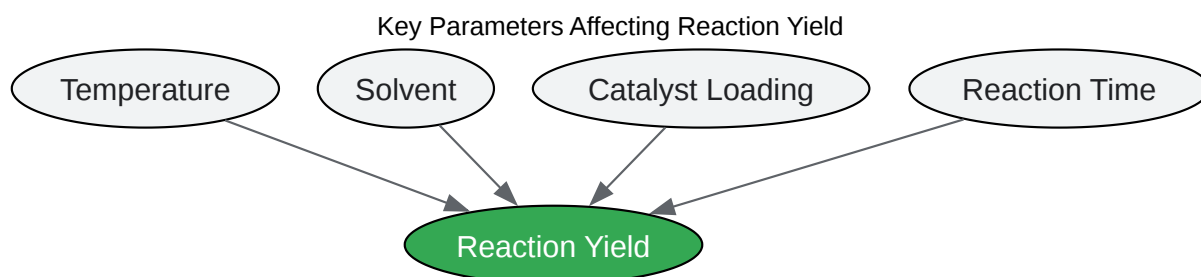 Key Parameters Affecting Reaction Yield
Temperature
Solvent
Catalyst Loading
Reaction Time
Reaction Yield